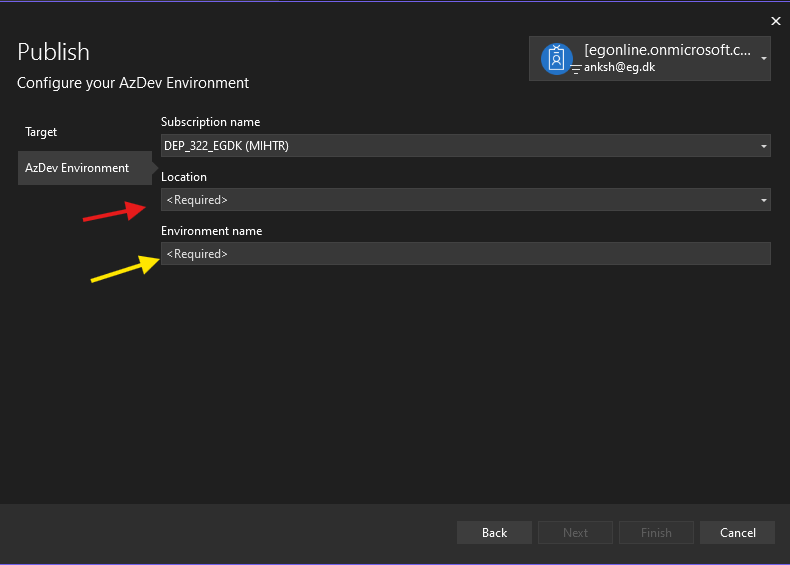 Publish
Configure your AzDev Environment
[egonline.onmicrosoft.c...
anksh@eg.dk
Target
AzDev Environment
Subscription name
DEP_322_EGDK (MIHTR)
Location
<Required>
Environment name
<Required>
Back
Next
Finish
Cancel